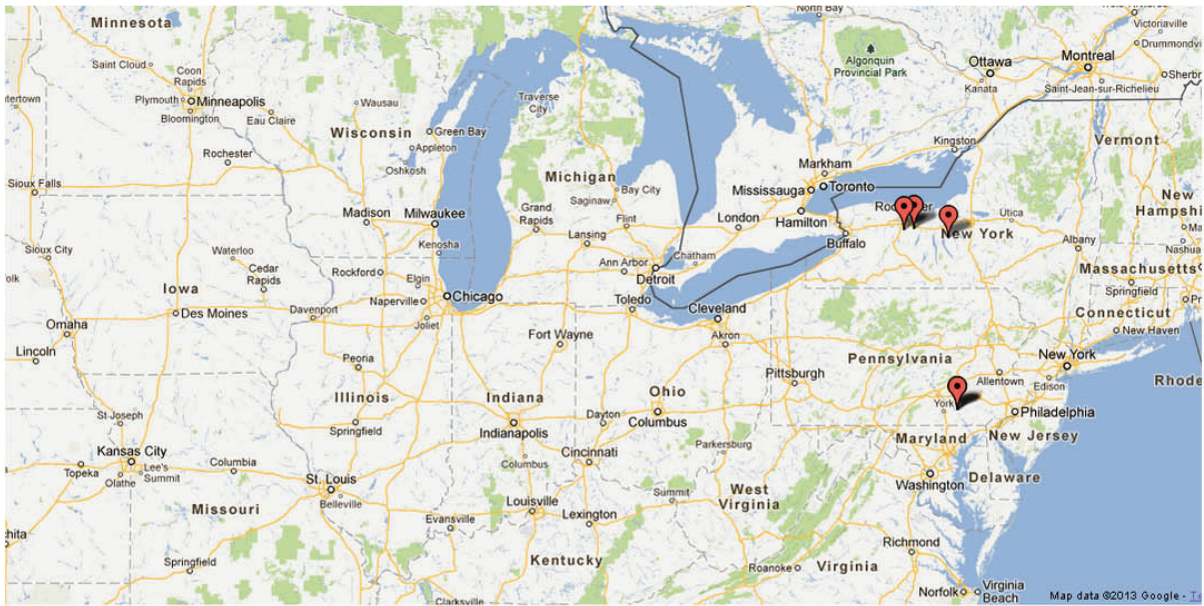 Minnesota
North Bay
Victoriaville
Drummondv
Saint Cloud
Coon
Rapids
Plymouth
Minneapolis
Bloomington
Eau Claire
Wausau
Traverse
City
Algonquin
Provincial Park
Ottawa
Kanata
Montreal
Sherbr
Saint-Jean-sur-Richelieu
Wisconsin
Green Bay
Appleton
Oshkosh
Rochester
Kingston
Vermont
Markham
Toronto
Mississauga
Hamilton
Michigan
Bay City
Saginaw
Sioux Falls
Madison
Milwaukee
Grand
Rapids
Flint
London
Utica
New
Hampsh
New York
Buffalo
Albany
Nashua
Kenosha
Lansing
Sioux City
Waterloo
Cedar
Rapids
Rockford
Elgin
Ann Arbor
Chatham
Detroit
Massachusetts
Springfield
Iowa
Naperville
Chicago
Joliet
Toledo
Cleveland
Akron
Connecticut
New Haven
Des Moines
Davenport
Omaha
Lincoln
Peoria
Fort Wayne
Pennsylvania
New York
Pittsburgh
Allentown
Edison
Rhode
Illinois
Indiana
Ohio
York
Philadelphia
St Joseph
Springfield
Dayton
Columbus
Indianapolis
Maryland
New Jersey
Kansas City
Topeka
Olathe
Lee's
Summit
Columbia
Columbus
Cincinnati
Parkersburg
Washington
Delaware
St. Louis
Belleville
Missouri
Louisville
Summit
West
Virginia
Evansville
Lexington
Kentucky
Richmond
Springfield
Roanoke
Virginia
Norfolk
Virginia
Beach
Clarksville
Map data ©2013 Google -